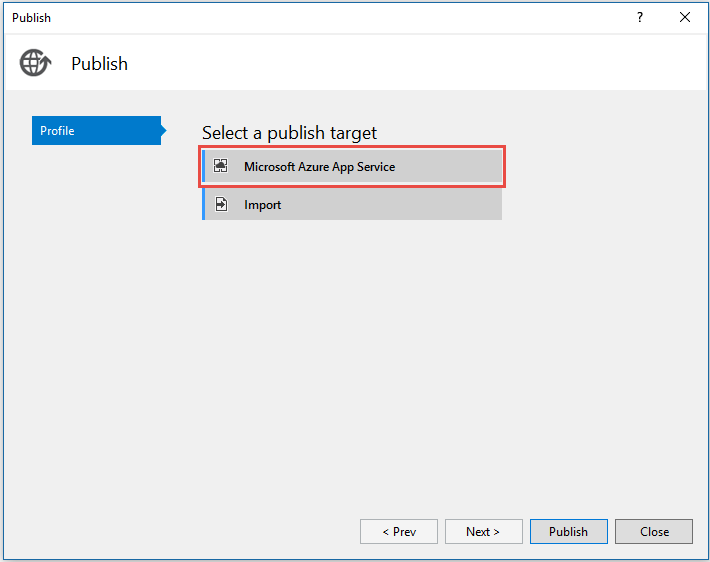 Publish
?
Publish
Profile
Select a publish target
Microsoft Azure App Service
Import
< Prev
Next >
Publish
Close